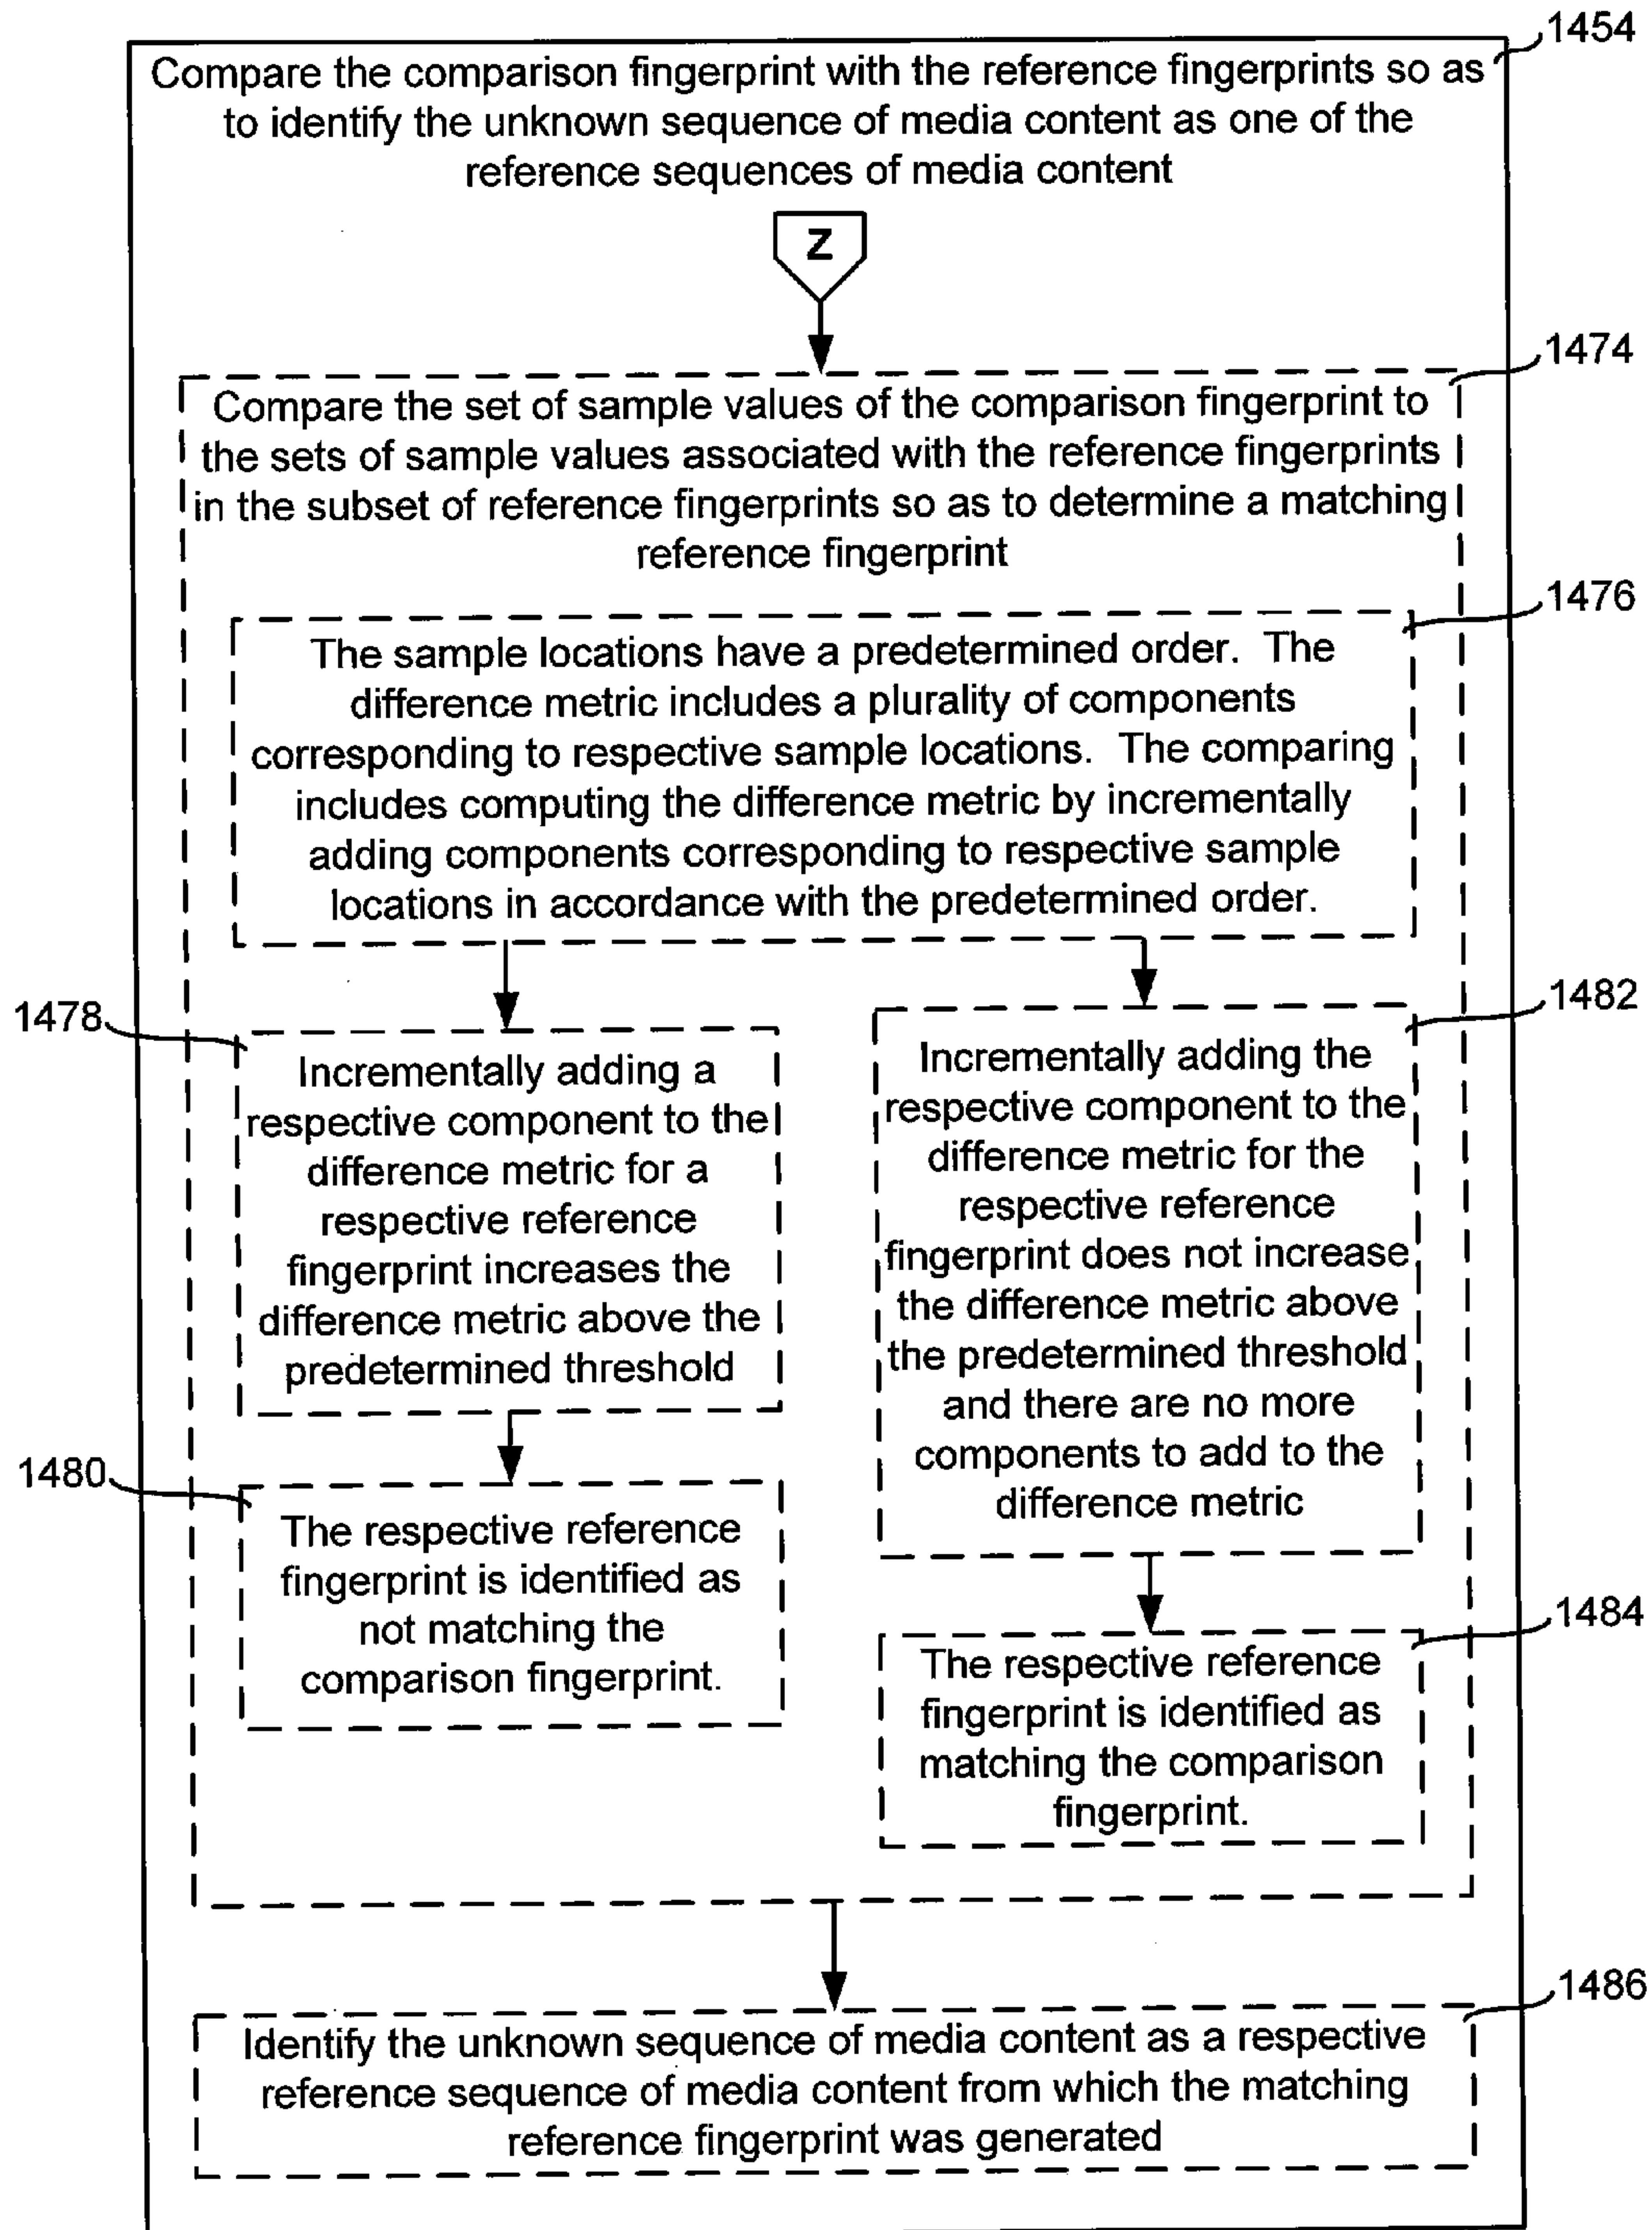 1454
Compare the comparison fingerprint with the reference fingerprints so as
to identify the unknown sequence of media content as one of the
reference sequences of media content
Z
1474
Compare the set of sample values of the comparison fingerprint to
the sets of sample values associated with the reference fingerprints
in the subset of reference fingerprints so as to determine a matching
reference fingerprint
1476
The sample locations have a predetermined order. The
difference metric includes a plurality of components
corresponding to respective sample locations. The comparing
includes computing the difference metric by incrementally
adding components corresponding to respective sample
locations in accordance with the predetermined order.
1478
Incrementally adding a
respective component to the
difference metric for a
respective reference
fingerprint increases the
difference metric above the
predetermined threshold
1480
The respective reference
fingerprint is identified as
not matching the
comparison fingerprint.
1482
Incrementally adding the
respective component to the
difference metric for the
respective reference
fingerprint does not increase
the difference metric above
the predetermined threshold
and there are no more
components to add to the
difference metric
1484
The respective reference
fingerprint is identified as
matching the comparison
fingerprint.
1486
Identify the unknown sequence of media content as a respective
reference sequence of media content from which the matching
reference fingerprint was generated